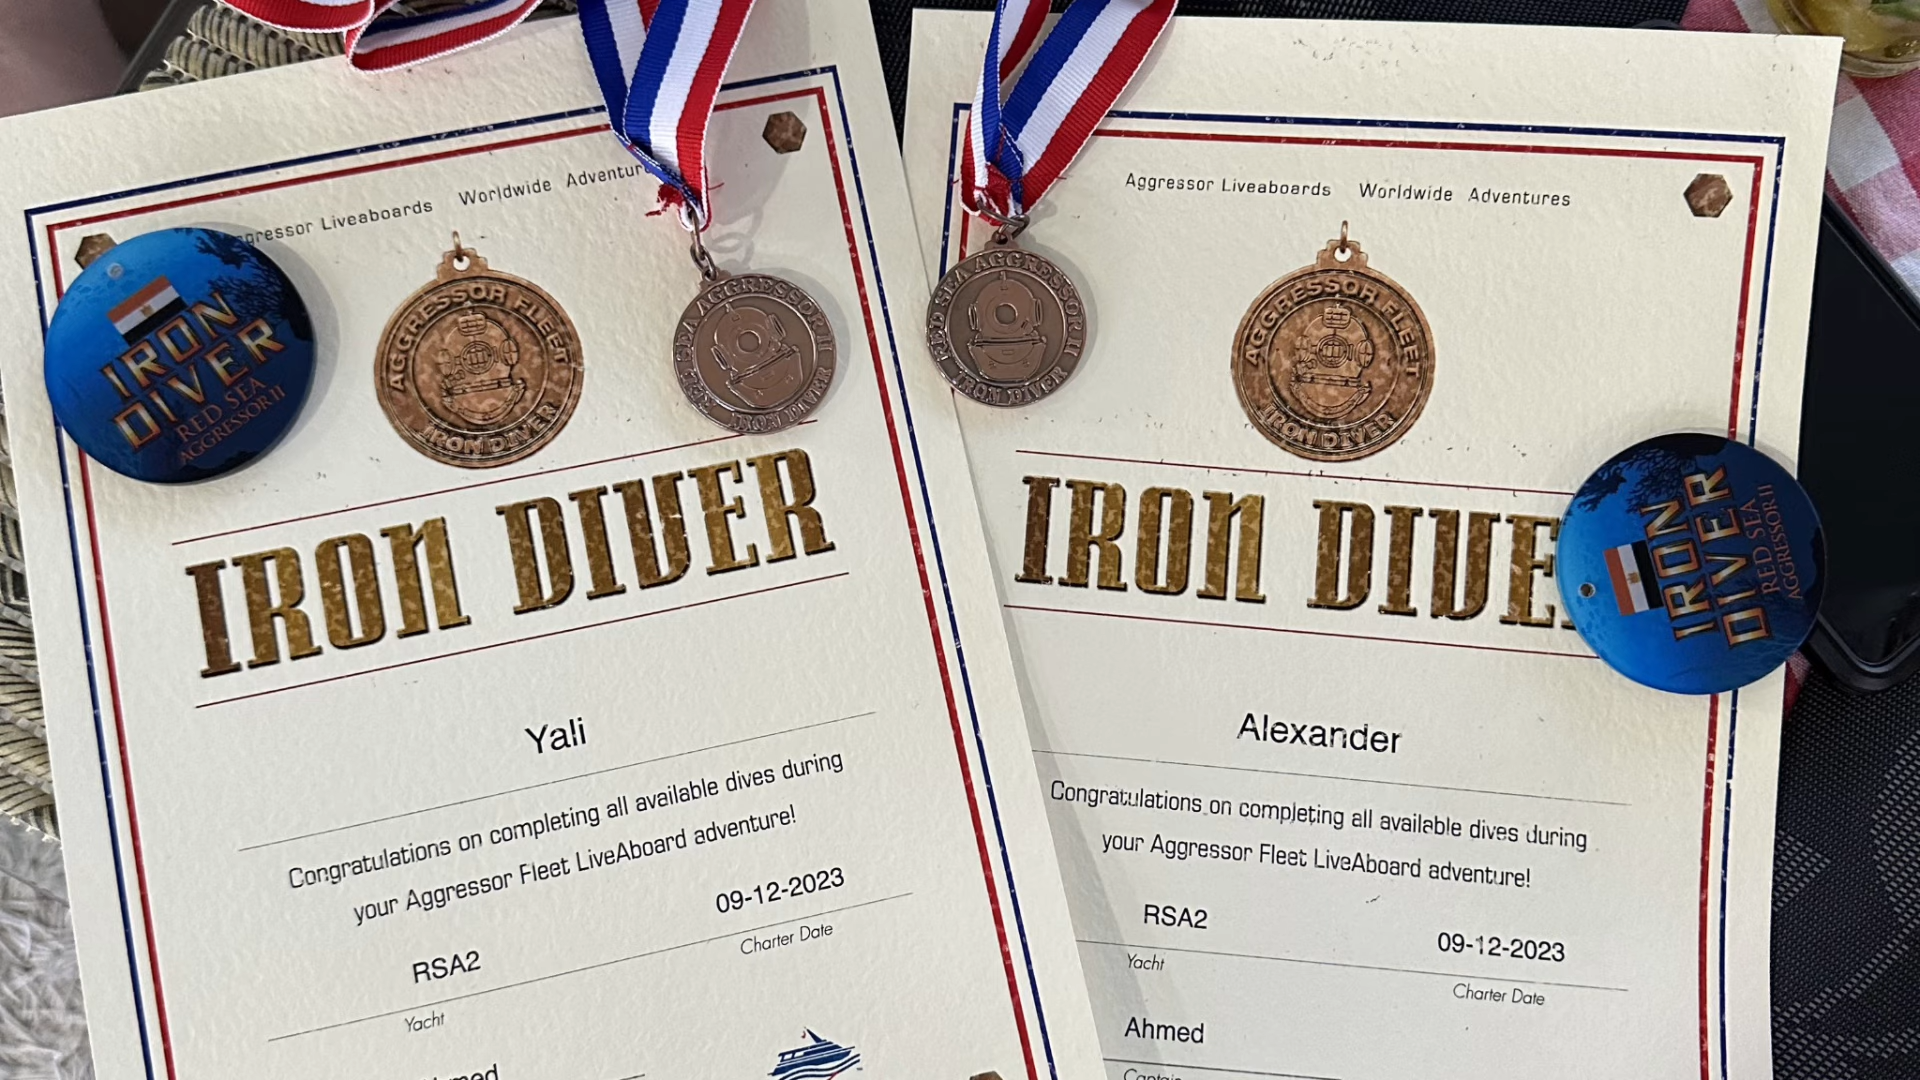 Aggressor Liveaboards Worldwide Adventures
IRON
DIVER
RED SEA
AGGRESSOR II
AGGRESSOR FLEET
IRON DIVER
RED SEA AGGRESSOR II
IRON DIVER
IRON DIVER
Yali
Congratulations on completing all available dives during
your Aggressor Fleet LiveAboard adventure!
RSA2
09-12-2023
Yacht
Charter Date
Aggressor Liveaboards Worldwide Adventures
RED SEA AGGRESSOR II
IRON DIVER
AGGRESSOR FLEET
IRON DIVER
IRON DIVE
IRON
DIVER
RED SEA
AGGRESSOR II
Alexander
Congratulations on completing all available dives during
your Aggressor Fleet LiveAboard adventure!
RSA2
09-12-2023
Yacht
Charter Date
Ahmed